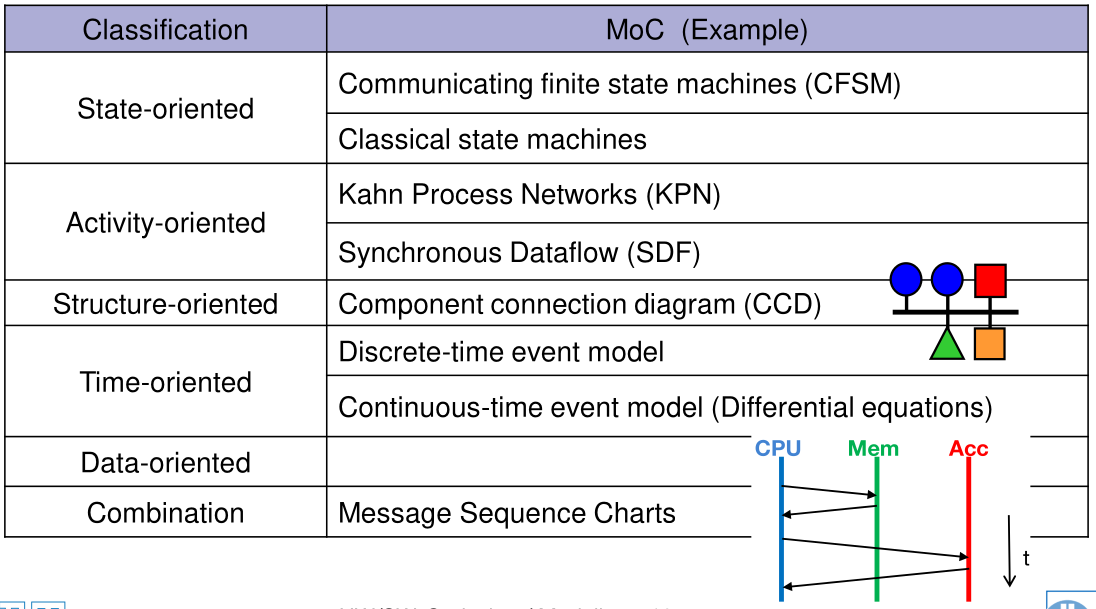 Classification MoC (Example)
State-oriented
Communicating finite state machines (CFSM)
Classical state machines
Activity-oriented
Kahn Process Networks (KPN)
Synchronous Dataflow (SDF)
Structure-oriented
Component connection diagram (CCD)
Time-oriented
Discrete-time event model
Continuous-time event model (Differential equations)
Data-oriented
CPU Mem Acc
Combination
Message Sequence Charts
t